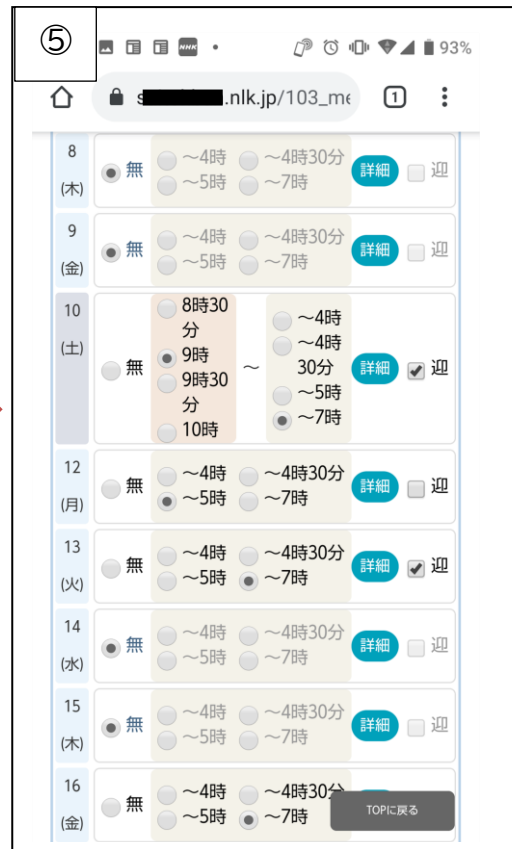 ⑤
NHK
93%
s
.nlk.jp/103_me
1
8
(木)
無
～4時 ～4時30分
～5時 ～7時
詳細
迎
9
(金)
無
～4時 ～4時30分
～5時 ～7時
詳細
迎
10
(土)
無
8時30
分
9時
9時30
分
10時
～
～4時
～4時
30分
～5時
～7時
詳細
迎
12
(月)
無
～4時 ～4時30分
～5時 ～7時
詳細
迎
13
(火)
無
～4時 ～4時30分
～5時 ～7時
詳細
迎
14
(水)
無
～4時 ～4時30分
～5時 ～7時
詳細
迎
15
(木)
無
～4時 ～4時30分
～5時 ～7時
詳細
迎
16
(金)
無
～4時 ～4時30分
～5時 ～7時
TOPに戻る